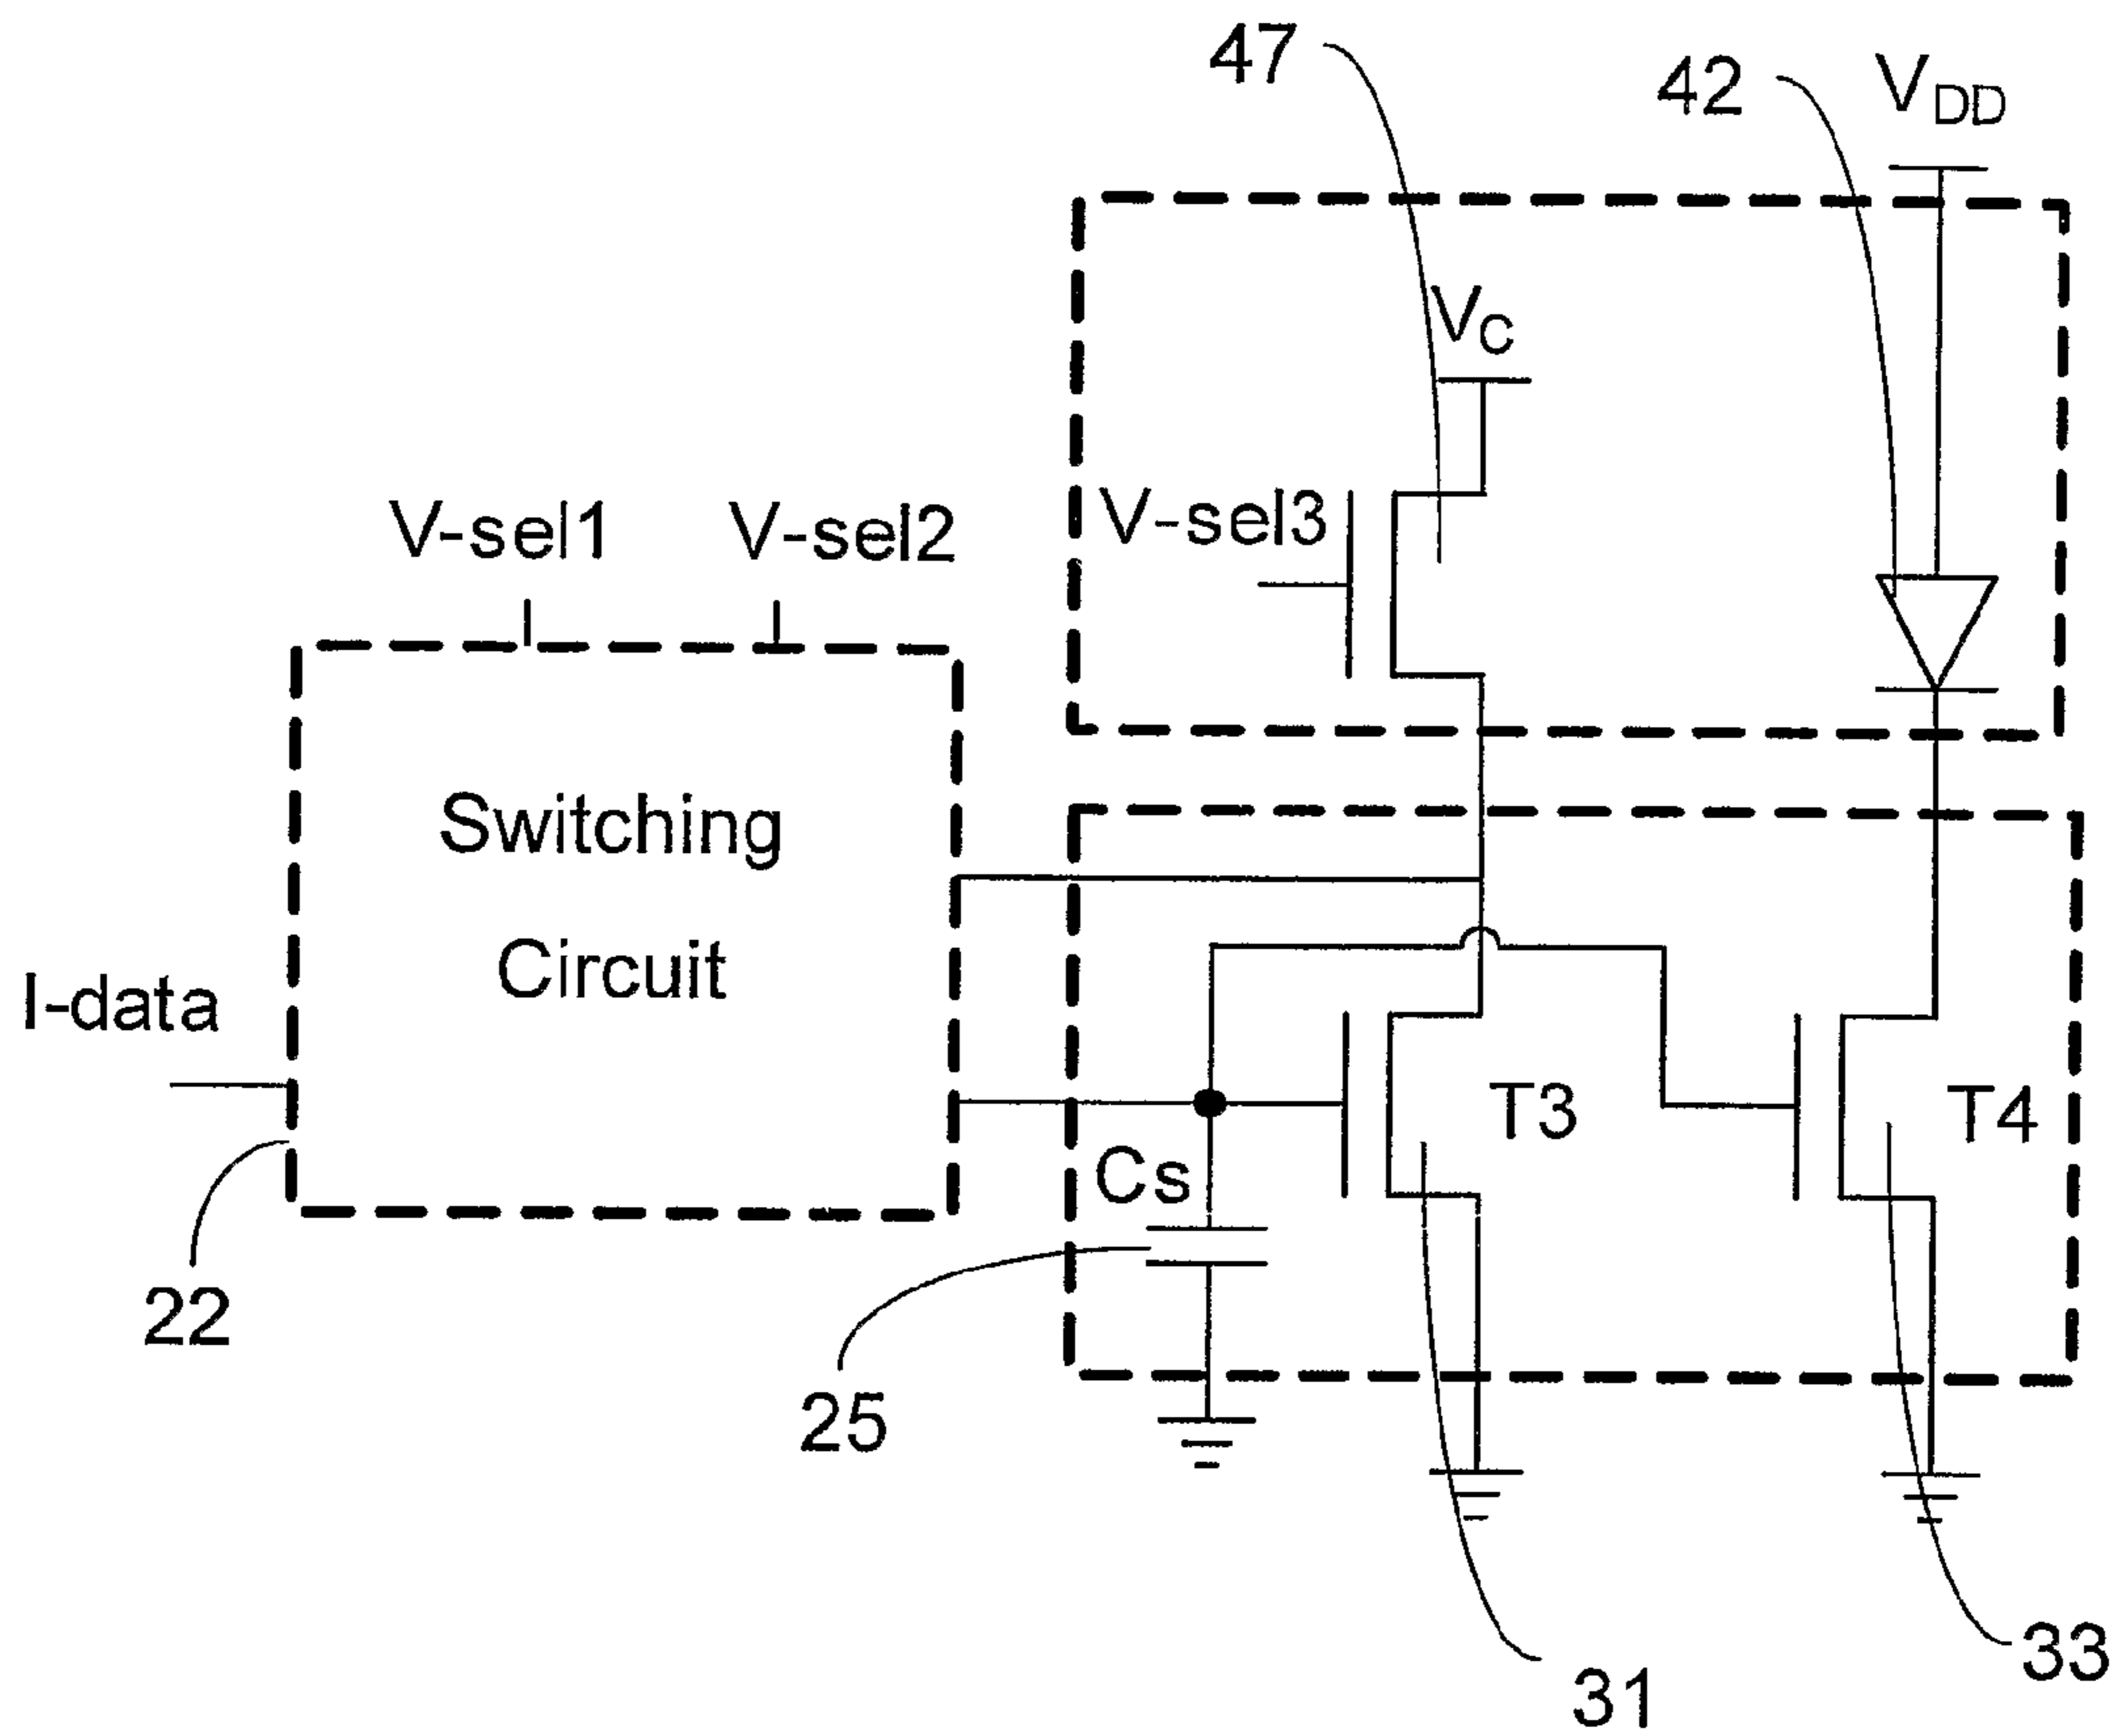 47
42
VDD
VC
V-sel1
V-sel2
V-sel3
Switching
Circuit
I-data
T3
T4
Cs
22
25
31
33